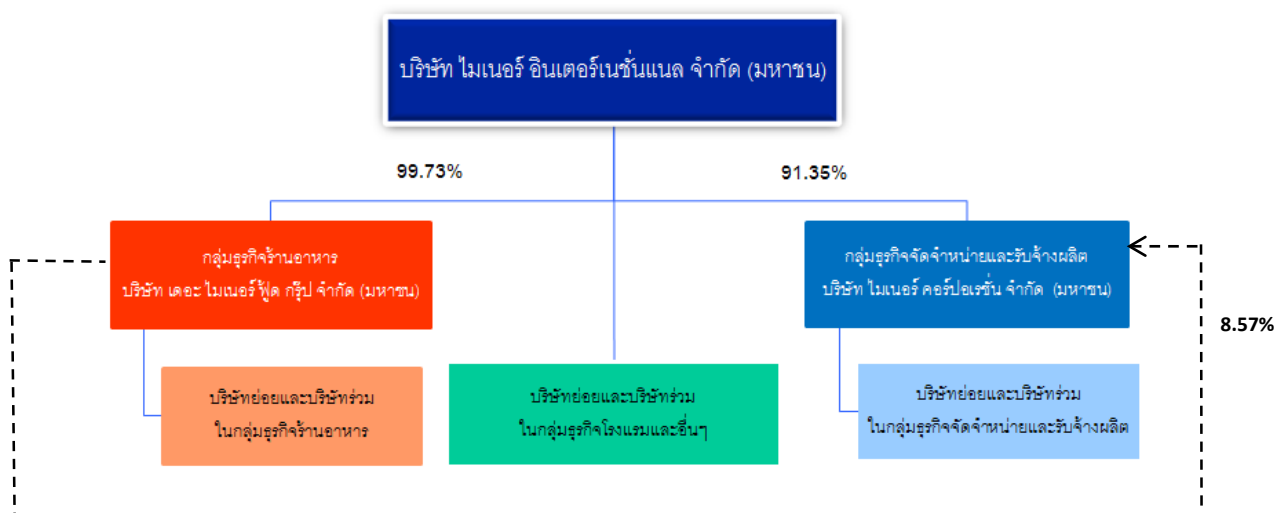 บริษัท ไมเนอร์ อินเตอร์เนชั่นแนล จำกัด (มหาชน)
99.73%
91.35%
กลุ่มธุรกิจร้านอาหาร
บริษัท เดอะ ไมเนอร์ ฟู้ด กรุ๊ป จำกัด (มหาชน)
กลุ่มธุรกิจจัดจำหน่ายและรับจ้างผลิต
บริษัท ไมเนอร์ คอร์ปอเรชั่น จำกัด (มหาชน)
8.57%
บริษัทย่อยและบริษัทร่วม
ในกลุ่มธุรกิจร้านอาหาร
บริษัทย่อยและบริษัทร่วม
ในกลุ่มธุรกิจโรงแรมและอื่นๆ
บริษัทย่อยและบริษัทร่วม
ในกลุ่มธุรกิจจัดจำหน่ายและรับจ้างผลิต